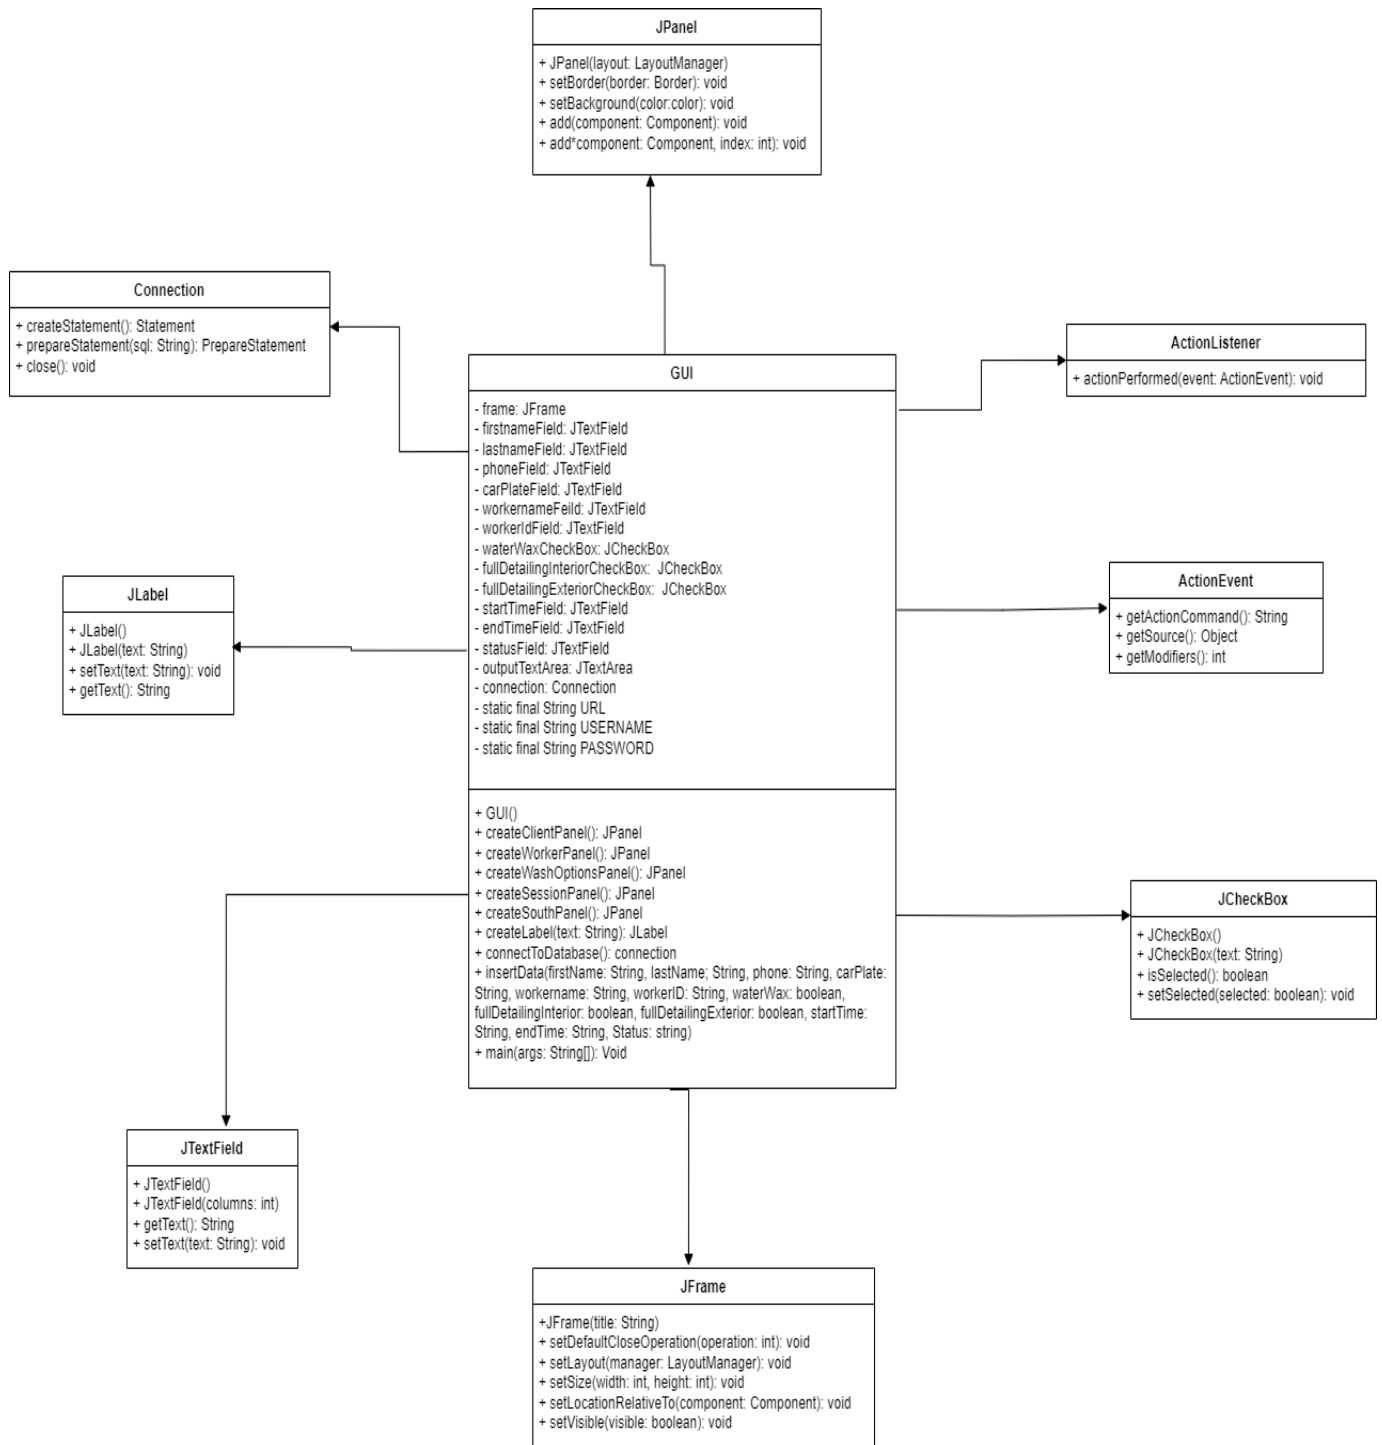 JPanel
+ JPanel(layout: LayoutManager)
+ setBorder(border: Border): void
+ setBackground(color:color): void
+ add(component: Component): void
+ add*component: Component, index: int): void
Connection
+ createStatement(): Statement
+ prepareStatement(sql: String): PrepareStatement
+ close(): void
ActionListener
+ actionPerformed(event: ActionEvent): void
GUI
- frame: JFrame
- firstnameField: JTextField
- lastnameField: JTextField
- phoneField: JTextField
- carPlateField: JTextField
- workernameFeild: JTextField
- workerIdField: JTextField
- waterWaxCheckBox: JCheckBox
- fullDetailingInteriorCheckBox: JCheckBox
- fullDetailingExteriorCheckBox: JCheckBox
- startTimeField: JTextField
- endTimeField: JTextField
- statusField: JTextField
- outputTextArea: JTextArea
- connection: Connection
- static final String URL
- static final String USERNAME
- static final String PASSWORD
+ GUI()
+ createClientPanel(): JPanel
+ createWorkerPanel(): JPanel
+ createWashOptionsPanel(): JPanel
+ createSessionPanel(): JPanel
+ createSouthPanel(): JPanel
+ createLabel(text: String): JLabel
+ connectToDatabase(): connection
+ insertData(firstName: String, lastName; String, phone: String, carPlate:
String, workername: String, workerID: String, waterWax: boolean,
fullDetailingInterior: boolean, fullDetailingExterior: boolean, startTime:
String, endTime: String, Status: string)
+ main(args: String[]): Void
ActionEvent
+ getActionCommand(): String
+ getSource(): Object
+ getModifiers(): int
JLabel
+ JLabel()
+ JLabel(text: String)
+ setText(text: String): void
+ getText(): String
JCheckBox
+ JCheckBox()
+ JCheckBox(text: String)
+ isSelected(): boolean
+ setSelected(selected: boolean): void
JTextField
+ JTextField()
+ JTextField(columns: int)
+ getText(): String
+ setText(text: String): void
JFrame
+JFrame(title: String)
+ setDefaultCloseOperation(operation: int): void
+ setLayout(manager: LayoutManager): void
+ setSize(width: int, height: int): void
+ setLocationRelativeTo(component: Component): void
+ setVisible(visible: boolean): void